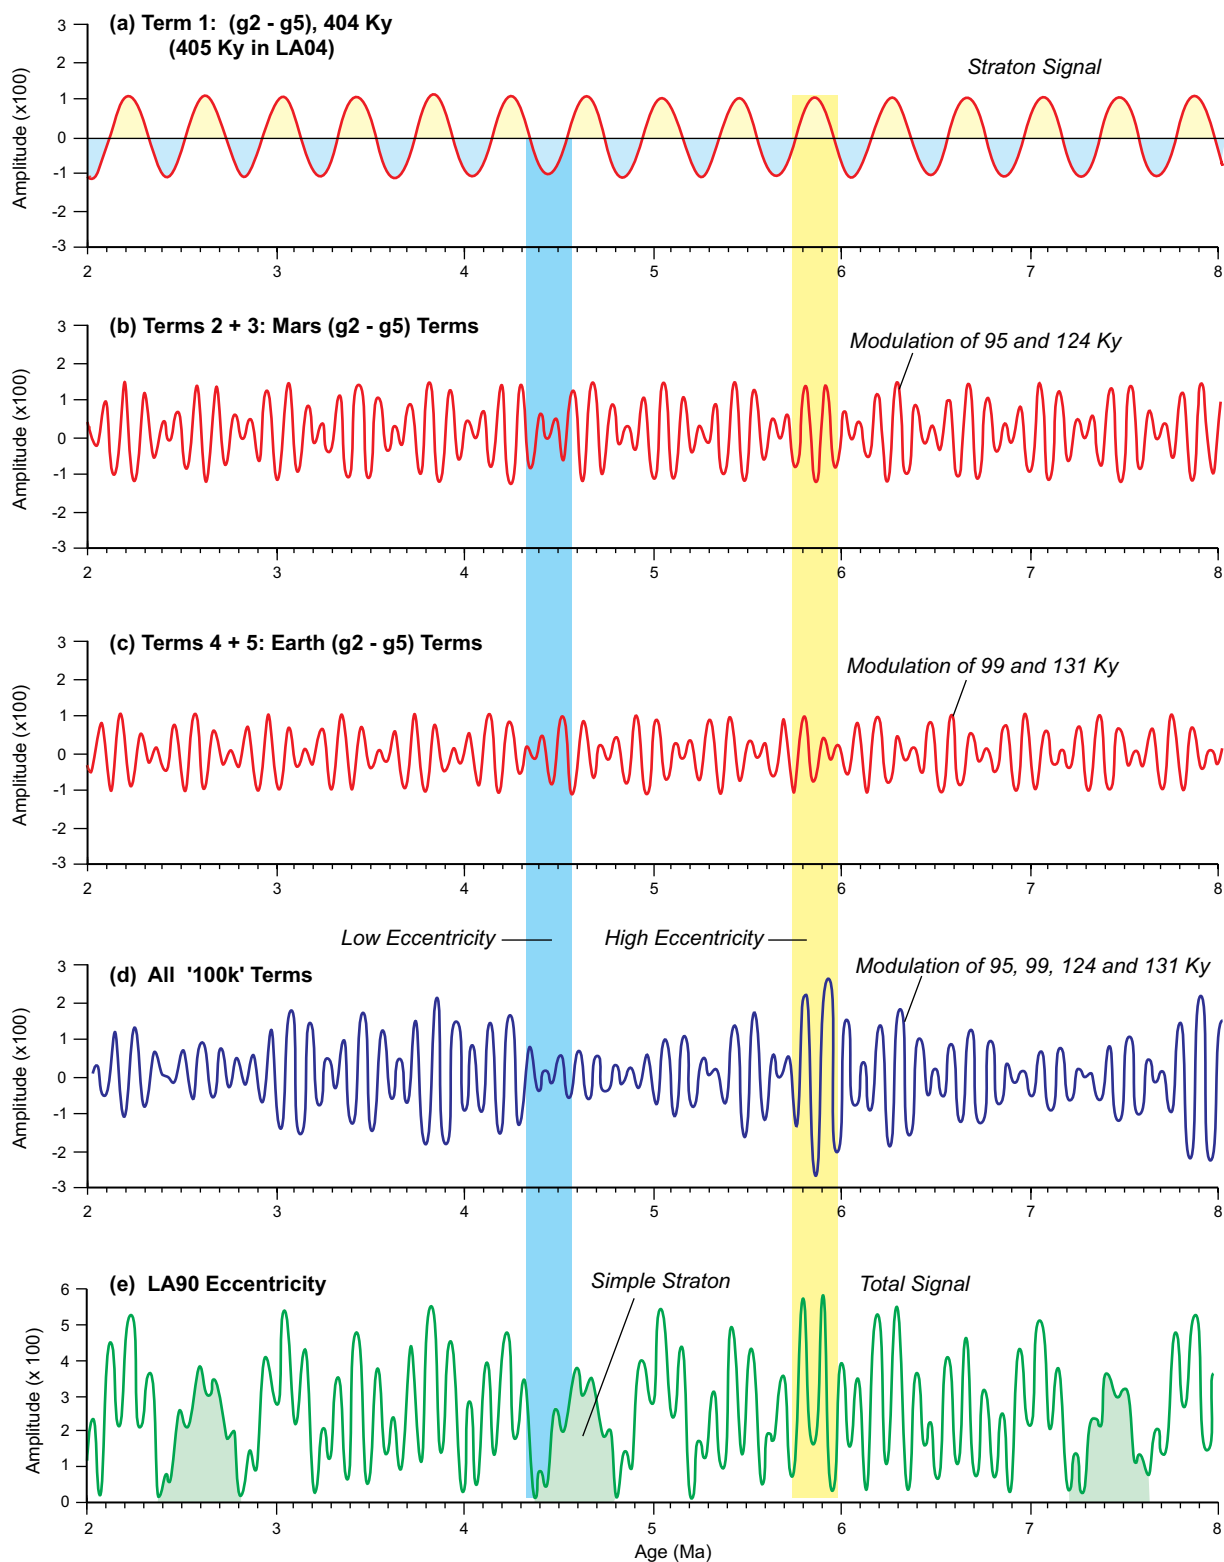 (a) Term 1: (g2 - g5), 404 Ky
(405 Ky in LA04)
Straton Signal
Amplitude (x100)
3
2
1
0
-1
-2
-3
2 3 4 5 6 7 8
(b) Terms 2 + 3: Mars (g2 - g5) Terms
Modulation of 95 and 124 Ky
Amplitude (x100)
3
2
1
0
-1
-2
-3
2 3 4 5 6 7 8
(c) Terms 4 + 5: Earth (g2 - g5) Terms
Modulation of 99 and 131 Ky
Amplitude (x100)
3
2
1
0
-1
-2
-3
2 3 4 5 6 7 8
Low Eccentricity High Eccentricity
(d) All '100k' Terms
Modulation of 95, 99, 124 and 131 Ky
Amplitude (x100)
3
2
1
0
-1
-2
-3
2 3 4 5 6 7 8
(e) LA90 Eccentricity
Simple Straton
Total Signal
Amplitude (x 100)
6
5
4
3
2
1
0
2 3 4 5 6 7 8
Age (Ma)